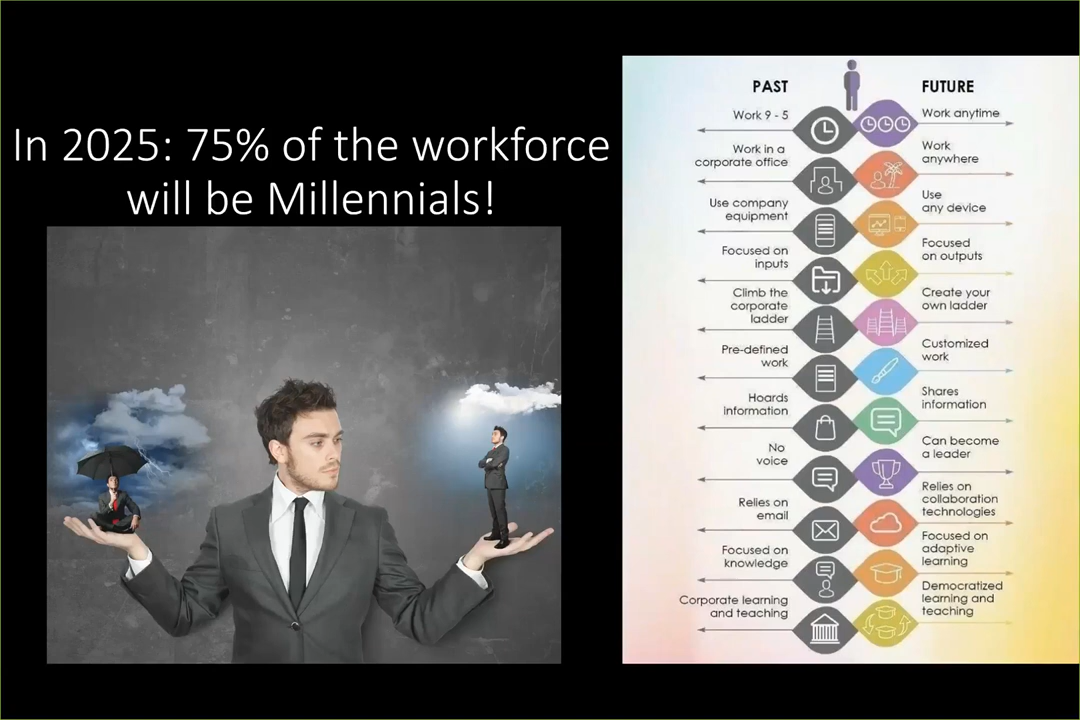 In 2025: 75% of the workforce
will be Millennials!
PAST
FUTURE
Work 9 - 5
Work anytime
Work in a
corporate office
Work
anywhere
Use company
equipment
Use
any device
Focused on
inputs
Focused
on outputs
Climb the
corporate
ladder
Create your
own ladder
Pre-defined
work
Customized
work
Hoards
information
Shares
information
No
voice
Can become
a leader
Relies on
email
Relies on
collaboration
technologies
Focused on
knowledge
Focused on
adaptive
learning
Corporate learning
and teaching
Democratized
learning and
teaching